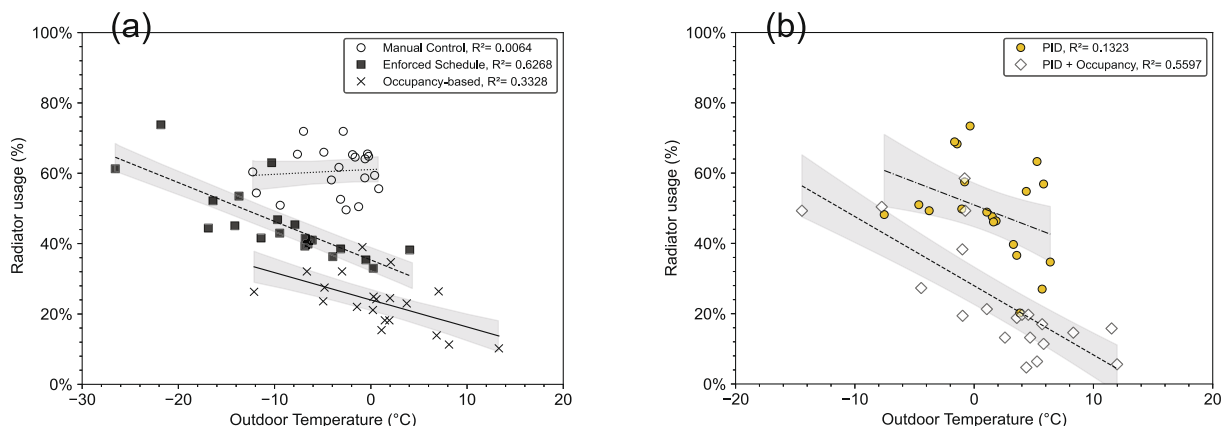 (a)
100%
80%
60%
40%
20%
0%
Radiator usage (%)
Manual Control, R²= 0.0064
Enforced Schedule, R²= 0.6268
Occupancy-based, R²= 0.3328
−30 −20 −10 0 10 20
Outdoor Temperature (°C)
(b)
100%
80%
60%
40%
20%
0%
Radiator usage (%)
PID, R²= 0.1323
PID + Occupancy, R²= 0.5597
−20 −10 0 10 20
Outdoor Temperature (°C)